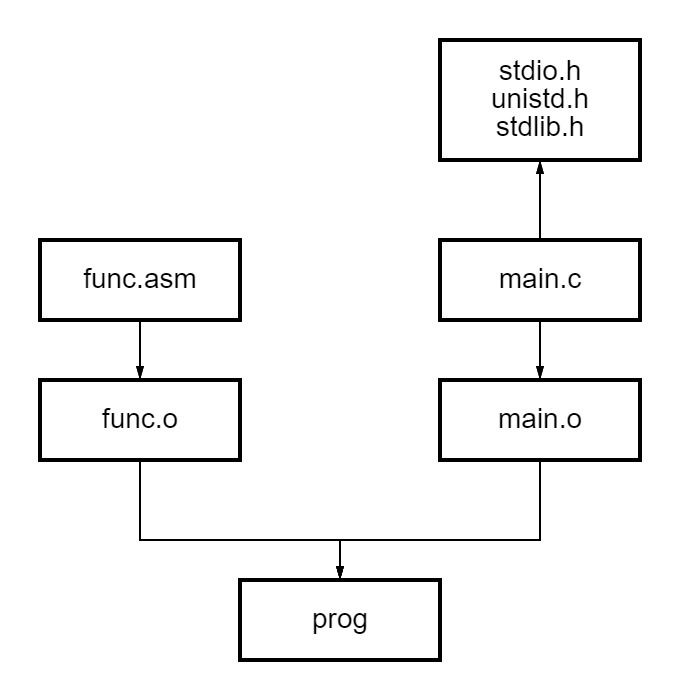 stdio.h
unistd.h
stdlib.h
func.asm
main.c
func.o
main.o
prog